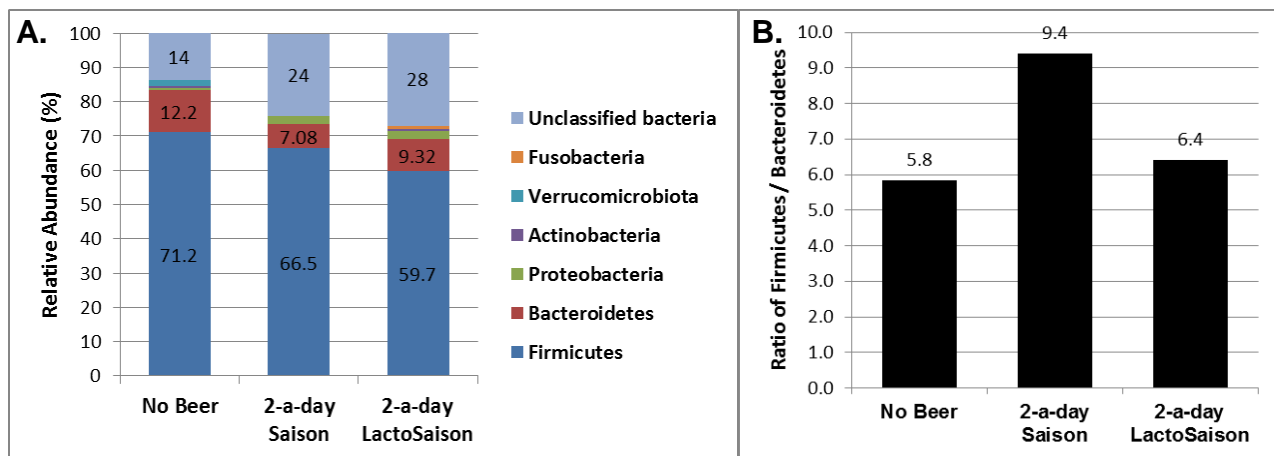 A.
Relative Abundance (%)
100
90
80
70
60
50
40
30
20
10
0
14
12.2
71.2
24
7.08
66.5
28
9.32
59.7
No Beer
2-a-day
Saison
2-a-day
LactoSaison
Unclassified bacteria
Fusobacteria
Verrucomicrobiota
Actinobacteria
Proteobacteria
Bacteroidetes
Firmicutes
B.
Ratio of Firmicutes / Bacteroidetes
10.0
9.0
8.0
7.0
6.0
5.0
4.0
3.0
2.0
1.0
0.0
5.8
9.4
6.4
No Beer
2-a-day
Saison
2-a-day
LactoSaison